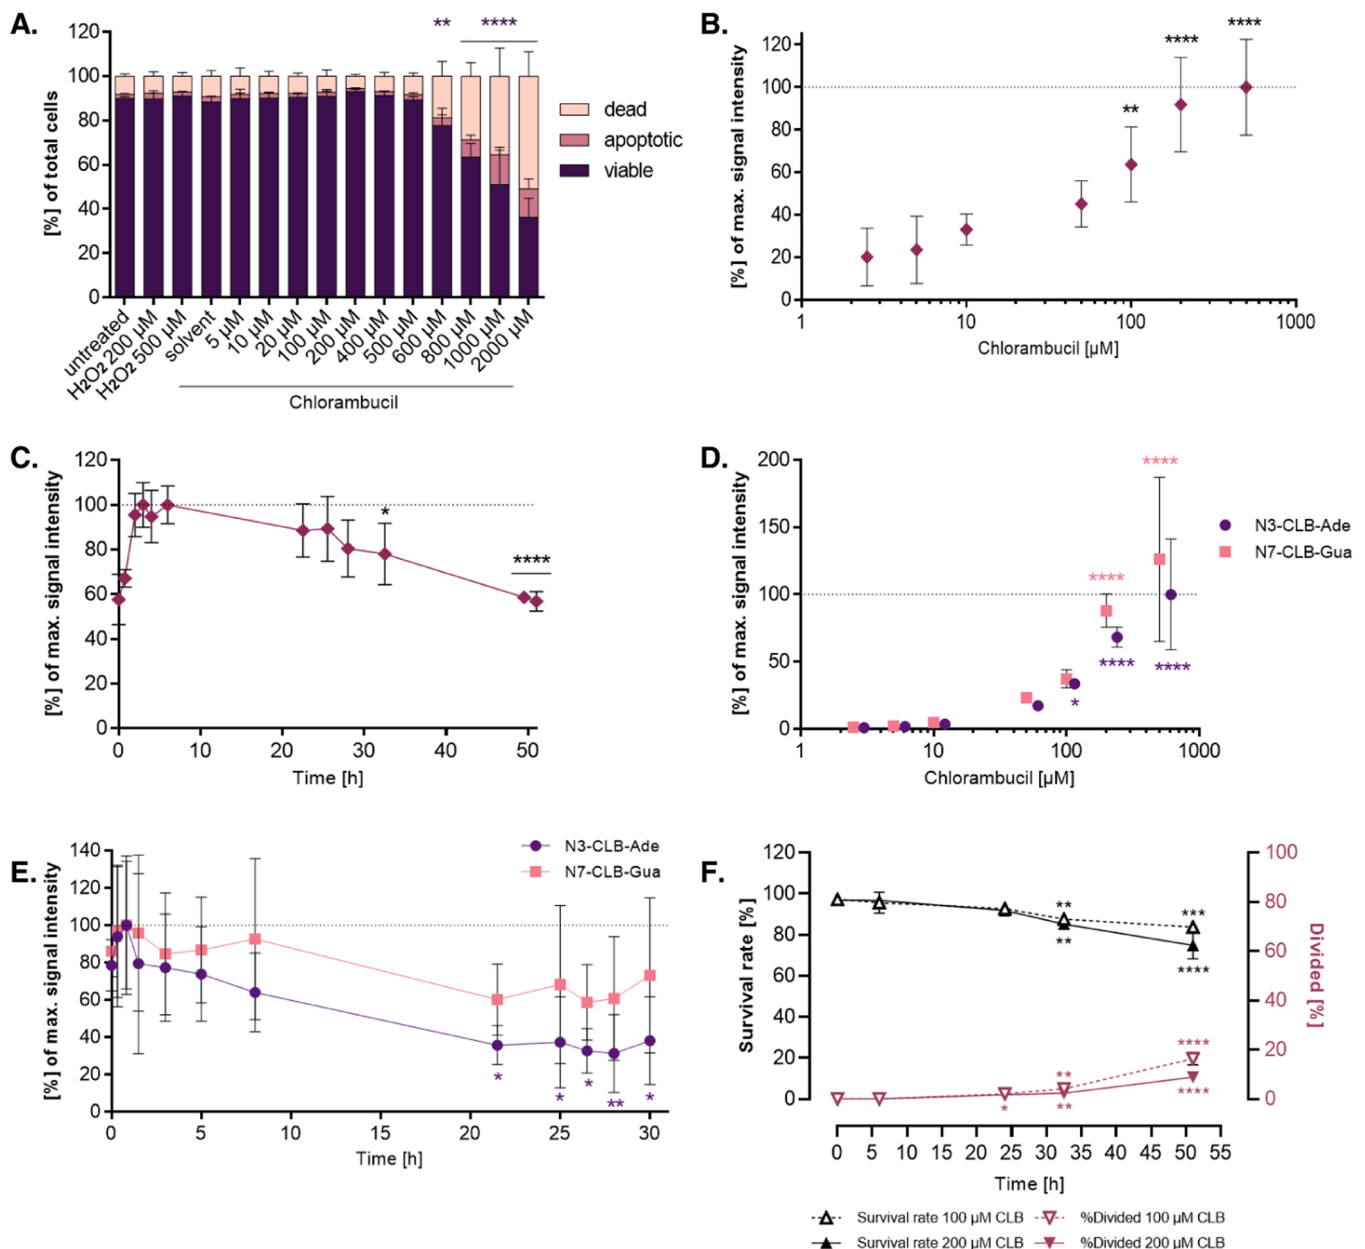 A.
[%] of total cells
120
100
80
60
40
20
0
** ****
dead
apoptotic
viable
untreated
H2O2 200 µM
H2O2 500 µM
solvent
5 µM
10 µM
20 µM
100 µM
200 µM
400 µM
500 µM
600 µM
800 µM
1000 µM
2000 µM
Chlorambucil
B.
[%] of max. signal intensity
120
100
80
60
40
20
0
** **** ****
1 10 100 1000
Chlorambucil [µM]
C.
[%] of max. signal intensity
120
100
80
60
40
20
0
* ****
0 10 20 30 40 50
Time [h]
D.
[%] of max. signal intensity
200
150
100
50
0
****
****
**** ****
*
N3-CLB-Ade
N7-CLB-Gua
1 10 100 1000
Chlorambucil [µM]
E.
[%] of max. signal intensity
140
120
100
80
60
40
20
0
N3-CLB-Ade
N7-CLB-Gua
* * * ** *
0 5 10 15 20 25 30
Time [h]
F.
Survival rate [%]
120
100
80
60
40
20
0
** ***
** ****
** ****
* ** ****
100
80
60
40
20
0
Divided [%]
0 5 10 15 20 25 30 35 40 45 50 55
Time [h]
Survival rate 100 µM CLB %Divided 100 µM CLB
Survival rate 200 µM CLB %Divided 200 µM CLB